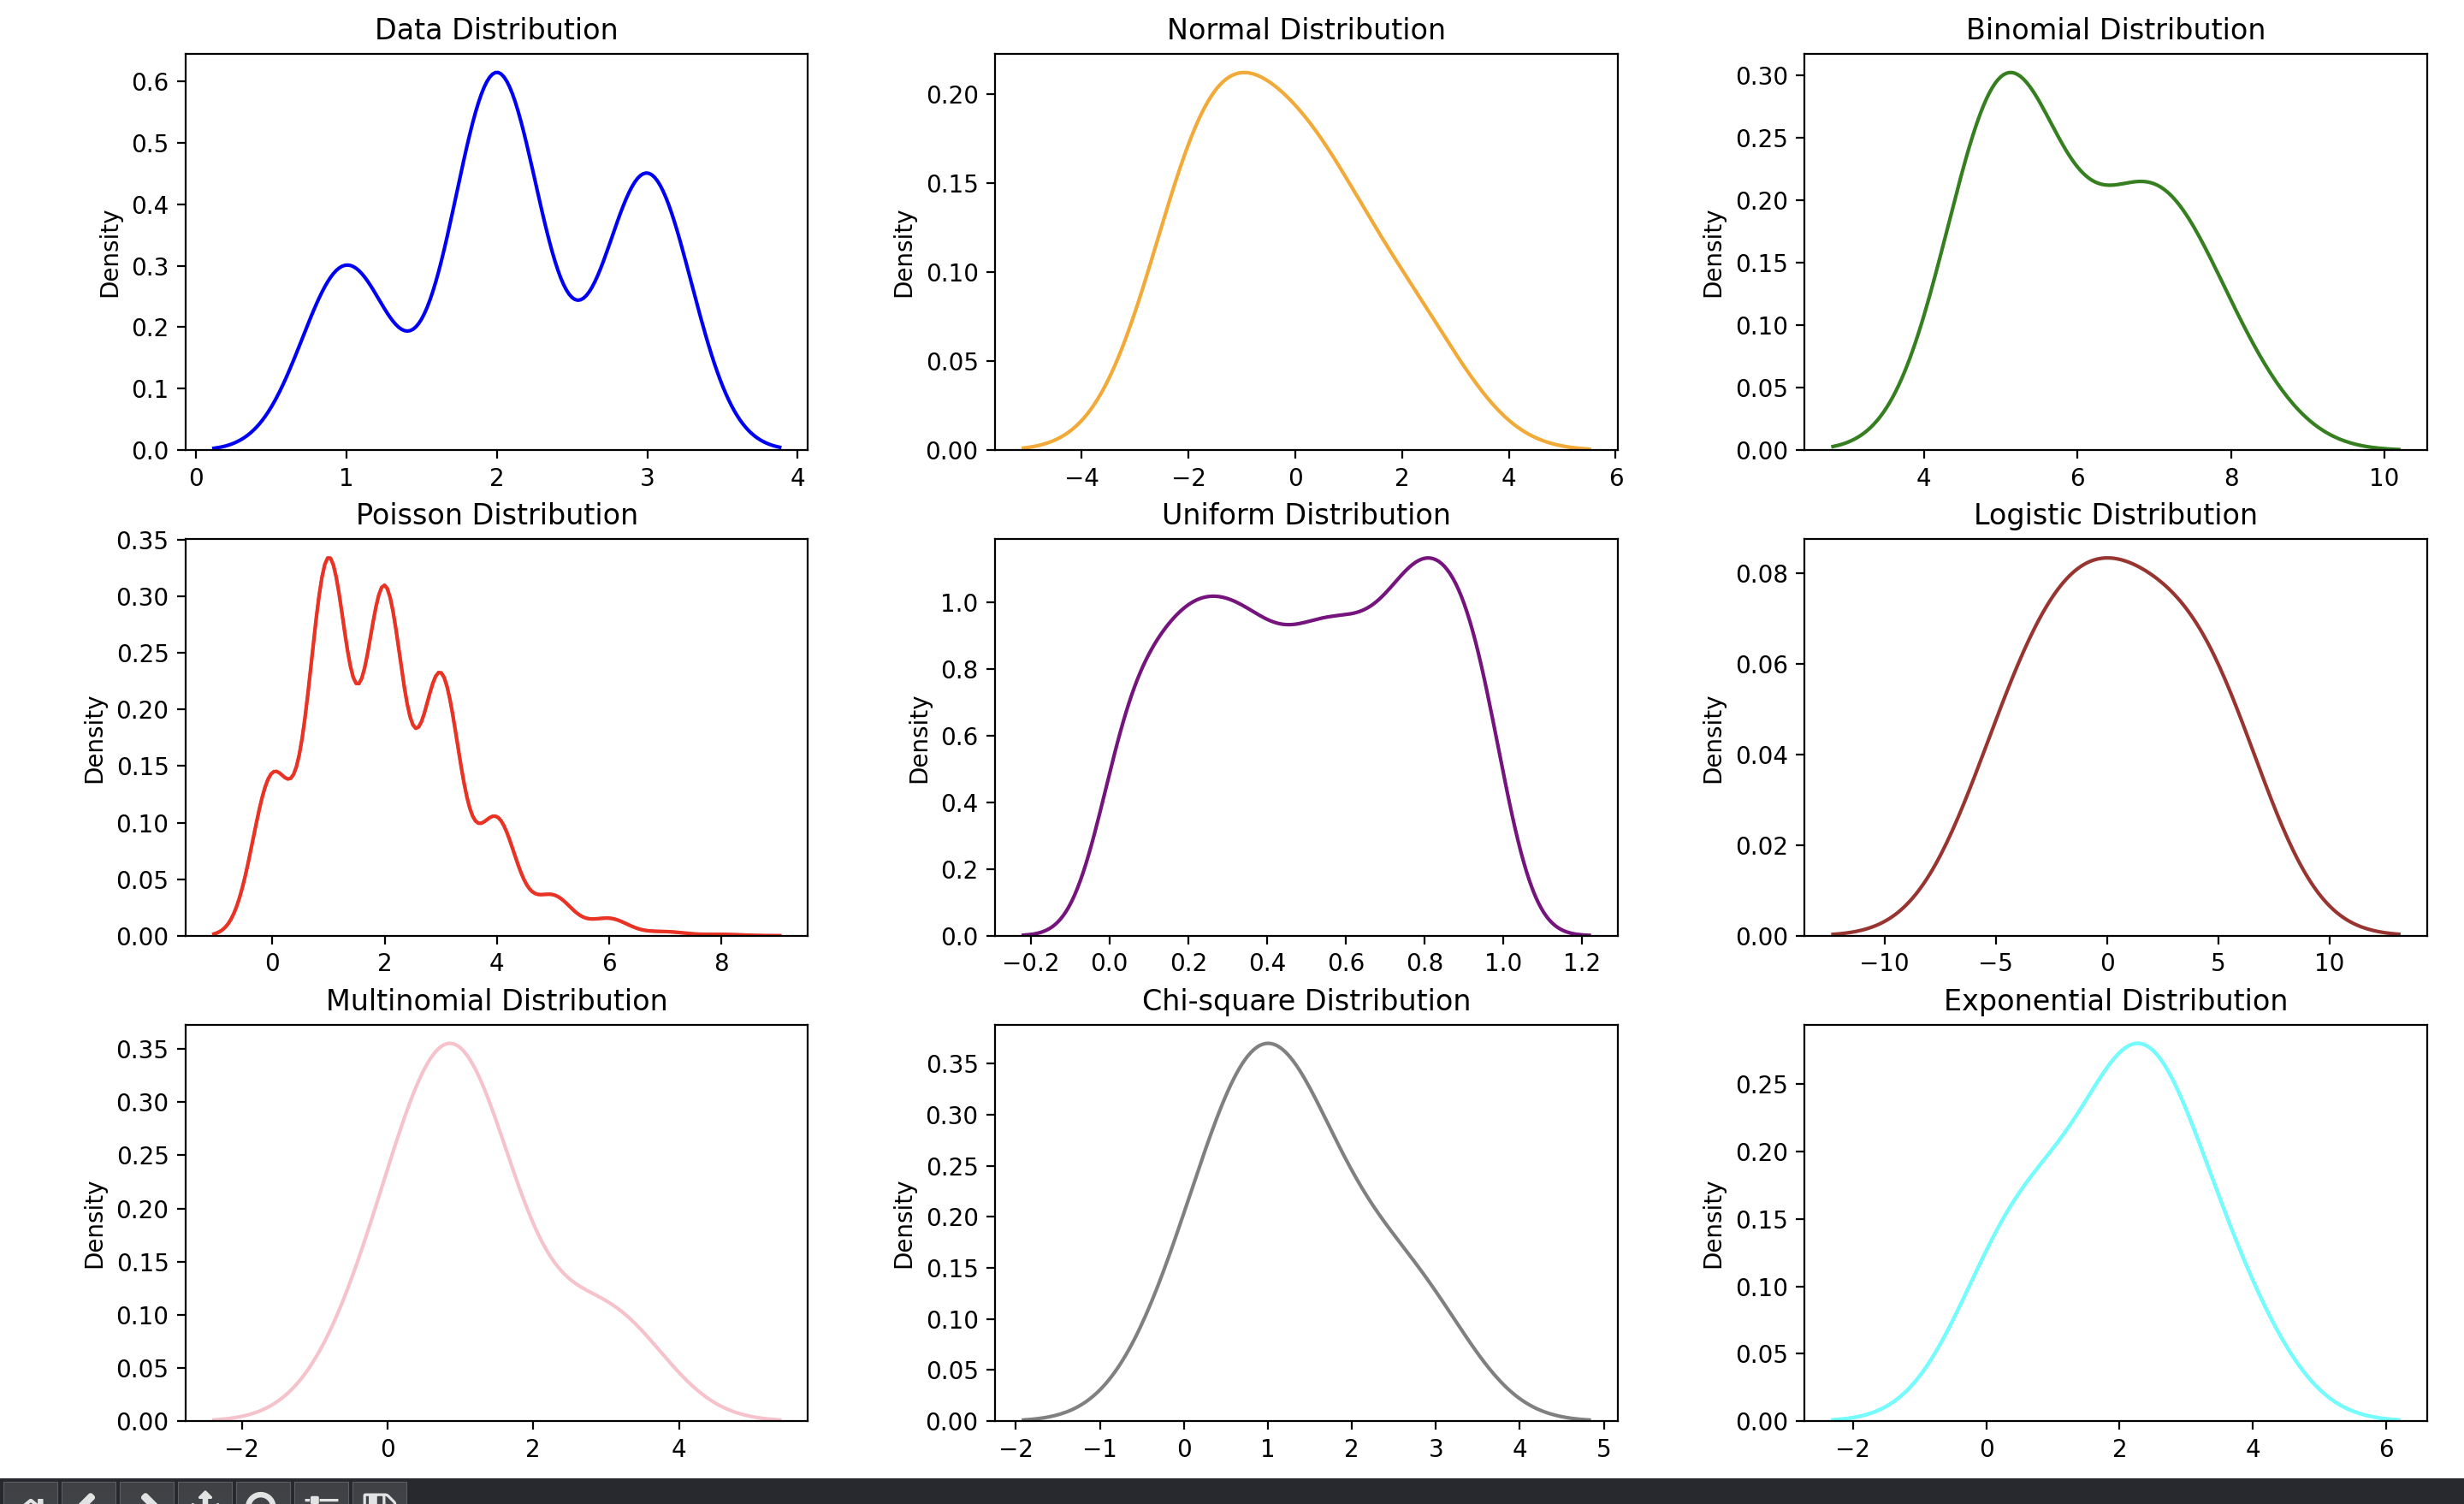 Data Distribution
Density
0.6
0.5
0.4
0.3
0.2
0.1
0.0
0 1 2 3 4
Normal Distribution
Density
0.20
0.15
0.10
0.05
0.00
−4 −2 0 2 4 6
Binomial Distribution
Density
0.30
0.25
0.20
0.15
0.10
0.05
0.00
4 6 8 10
Poisson Distribution
Density
0.35
0.30
0.25
0.20
0.15
0.10
0.05
0.00
0 2 4 6 8
Uniform Distribution
Density
1.0
0.8
0.6
0.4
0.2
0.0
−0.2 0.0 0.2 0.4 0.6 0.8 1.0 1.2
Logistic Distribution
Density
0.08
0.06
0.04
0.02
0.00
−10 −5 0 5 10
Multinomial Distribution
Density
0.35
0.30
0.25
0.20
0.15
0.10
0.05
0.00
−2 0 2 4
Chi-square Distribution
Density
0.35
0.30
0.25
0.20
0.15
0.10
0.05
0.00
−2 −1 0 1 2 3 4 5
Exponential Distribution
Density
0.25
0.20
0.15
0.10
0.05
0.00
−2 0 2 4 6